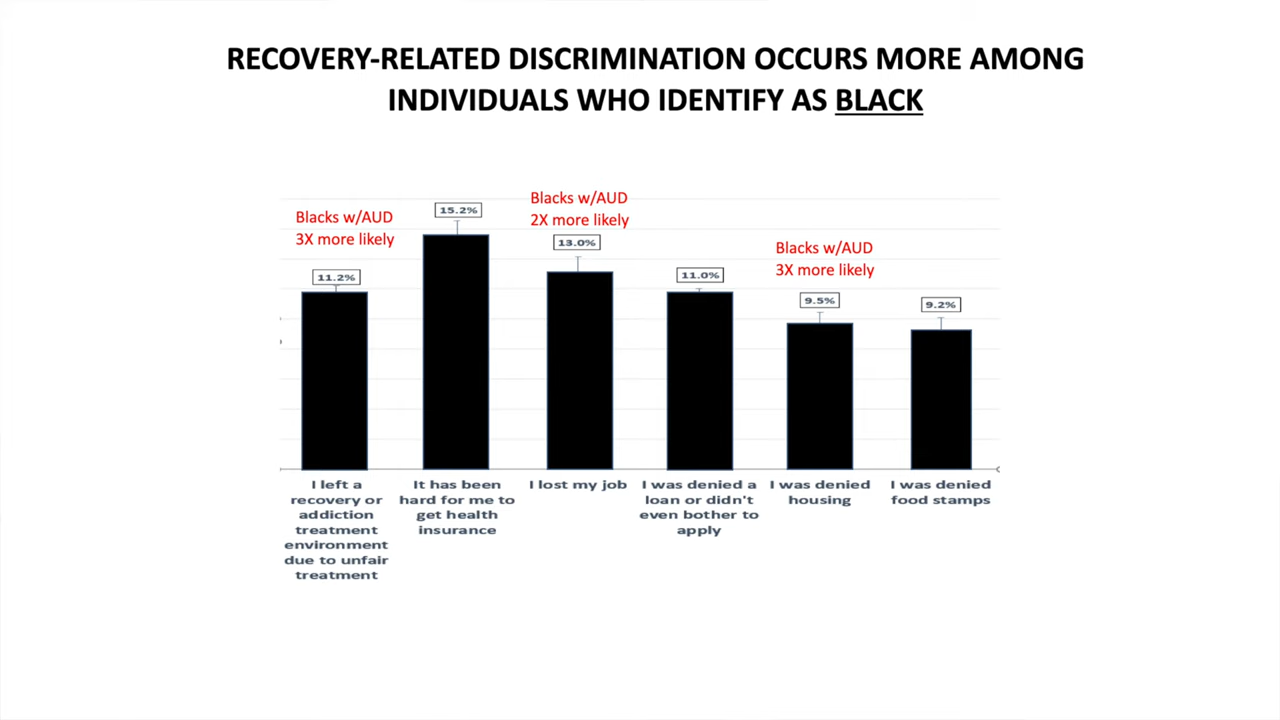 RECOVERY-RELATED DISCRIMINATION OCCURS MORE AMONG
INDIVIDUALS WHO IDENTIFY AS BLACK
Blacks w/AUD
3X more likely
11.2%
15.2%
Blacks w/AUD
2X more likely
13.0%
11.0%
Blacks w/AUD
3X more likely
9.5%
9.2%
I left a
recovery or
addiction
treatment
environment
due to unfair
treatment
It has been
hard for me to
get health
insurance
I lost my job
I was denied a
loan or didn't
even bother to
apply
I was denied
housing
I was denied
food stamps